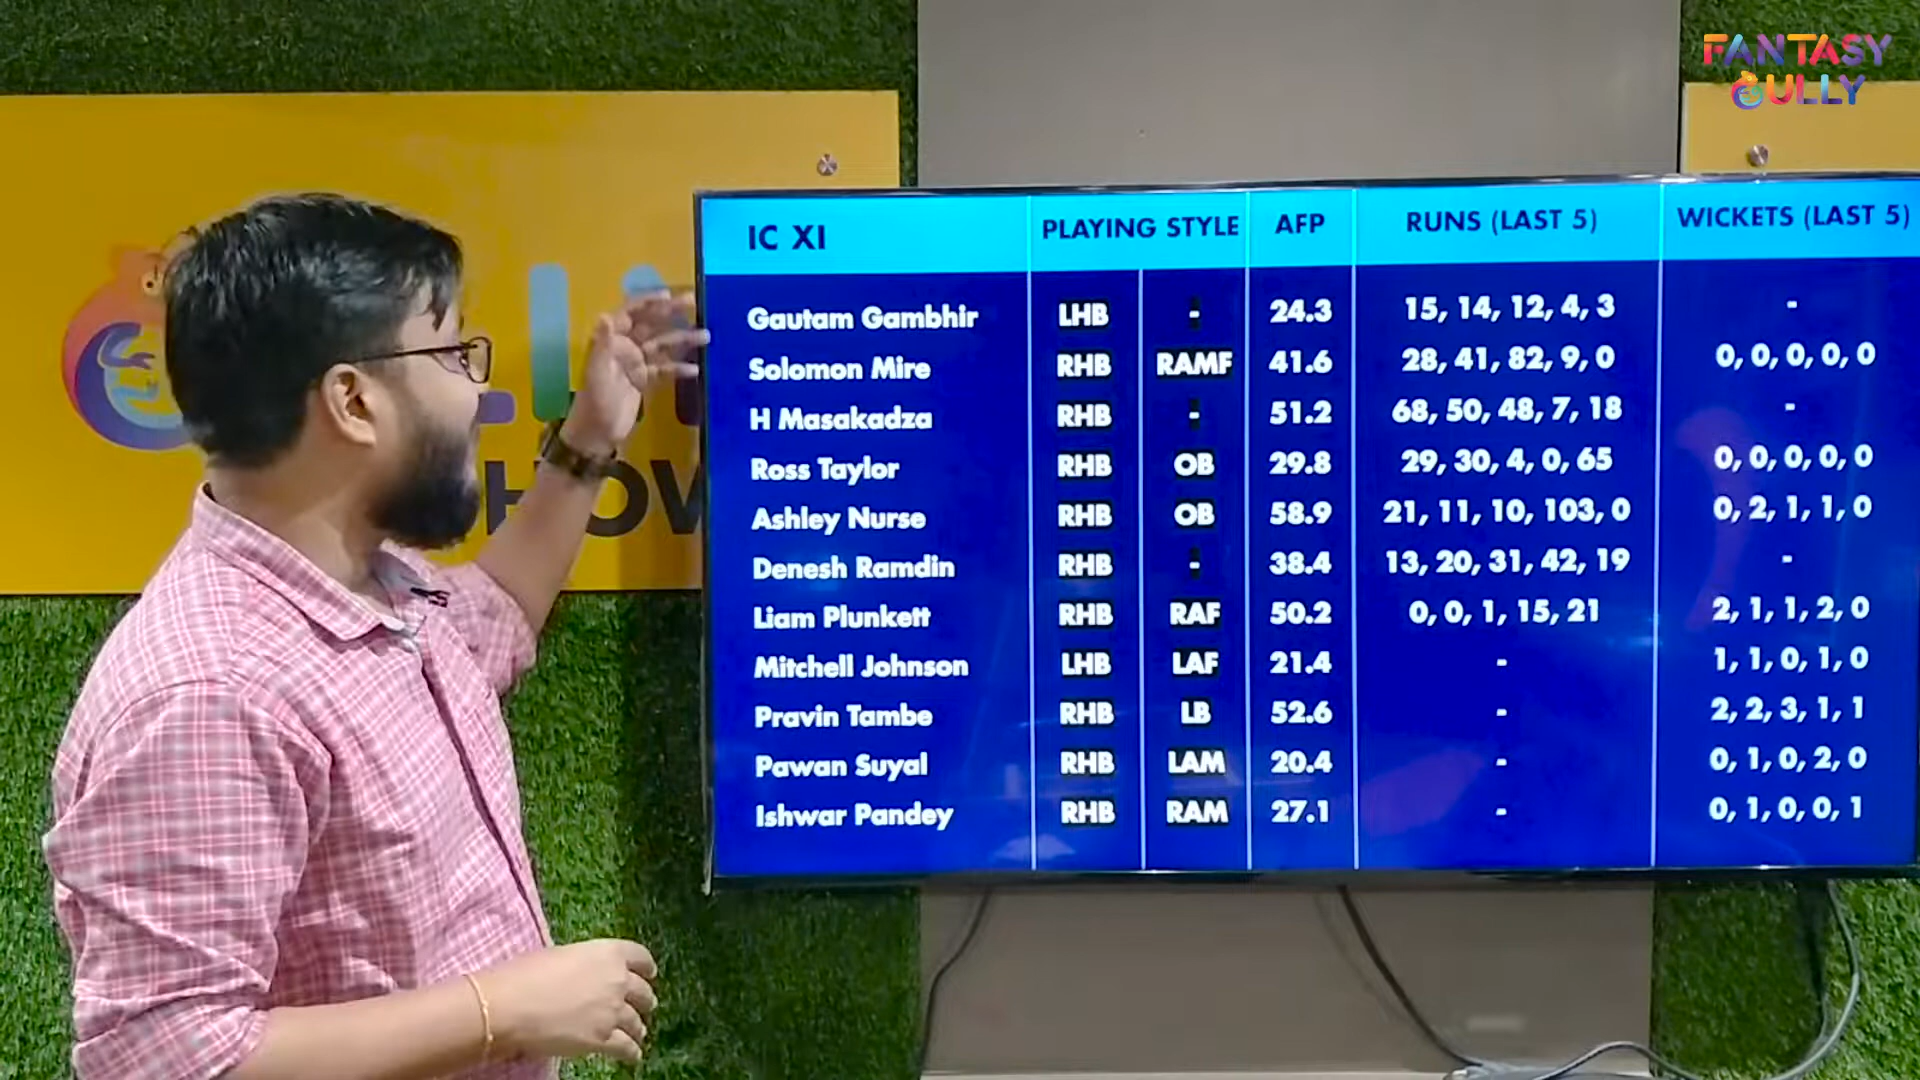 FANTASY
GULLY
IC XI PLAYING STYLE AFP RUNS (LAST 5) WICKETS (LAST 5)
Gautam Gambhir LHB - 24.3 15, 14, 12, 4, 3 -
Solomon Mire RHB RAMF 41.6 28, 41, 82, 9, 0 0, 0, 0, 0, 0
H Masakadza RHB - 51.2 68, 50, 48, 7, 18 -
Ross Taylor RHB OB 29.8 29, 30, 4, 0, 65 0, 0, 0, 0, 0
Ashley Nurse RHB OB 58.9 21, 11, 10, 103, 0 0, 2, 1, 1, 0
Denesh Ramdin RHB - 38.4 13, 20, 31, 42, 19 -
Liam Plunkett RHB RAF 50.2 0, 0, 1, 15, 21 2, 1, 1, 2, 0
Mitchell Johnson LHB LAF 21.4 - 1, 1, 0, 1, 0
Pravin Tambe RHB LB 52.6 - 2, 2, 3, 1, 1
Pawan Suyal RHB LAM 20.4 - 0, 1, 0, 2, 0
Ishwar Pandey RHB RAM 27.1 - 0, 1, 0, 0, 1